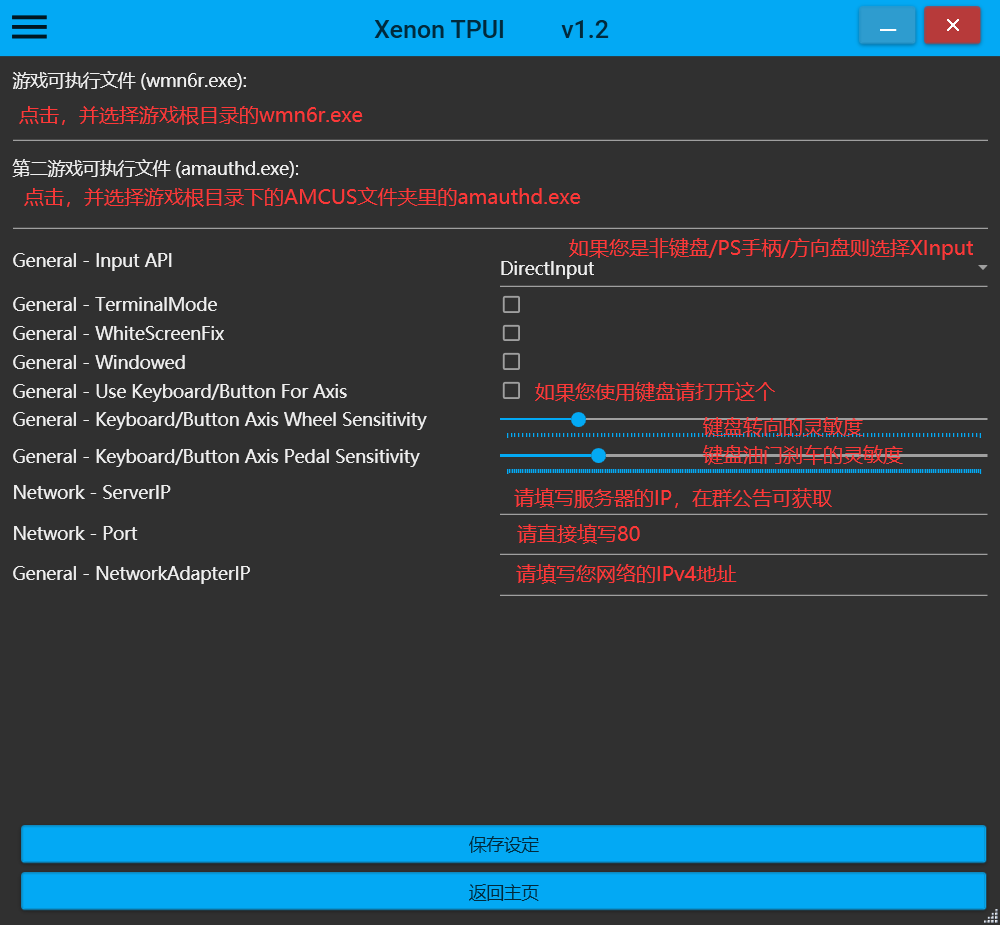 Xenon TPUI v1.2
游戏可执行文件 (wmn6r.exe):
点击，并选择游戏根目录的wmn6r.exe
第二游戏可执行文件 (amauthd.exe):
点击，并选择游戏根目录下的AMCUS文件夹里的amauthd.exe
如果您是非键盘/PS手柄/方向盘则选择XInput
General - Input API DirectInput
General - TerminalMode
General - WhiteScreenFix
General - Windowed
General - Use Keyboard/Button For Axis 如果您使用键盘请打开这个
General - Keyboard/Button Axis Wheel Sensitivity 键盘转向的灵敏度
General - Keyboard/Button Axis Pedal Sensitivity 键盘油门刹车的灵敏度
Network - ServerIP 请填写服务器的IP，在群公告可获取
Network - Port 请直接填写80
General - NetworkAdapterIP 请填写您网络的IPv4地址
保存设定
返回主页